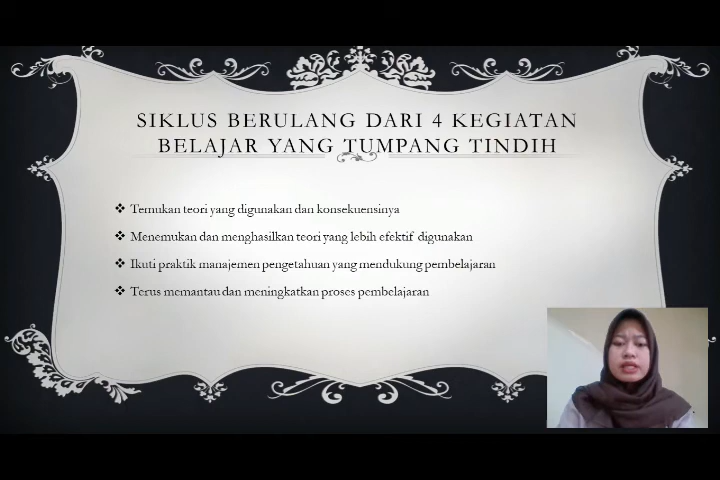 SIKLUS BERULANG DARI 4 KEGIATAN
BELAJAR YANG TUMPANG TINDIH
❖ Temukan teori yang digunakan dan konsekuensinya
❖ Menemukan dan menghasilkan teori yang lebih efektif digunakan
❖ Ikuti praktik manajemen pengetahuan yang mendukung pembelajaran
❖ Terus memantau dan meningkatkan proses pembelajaran